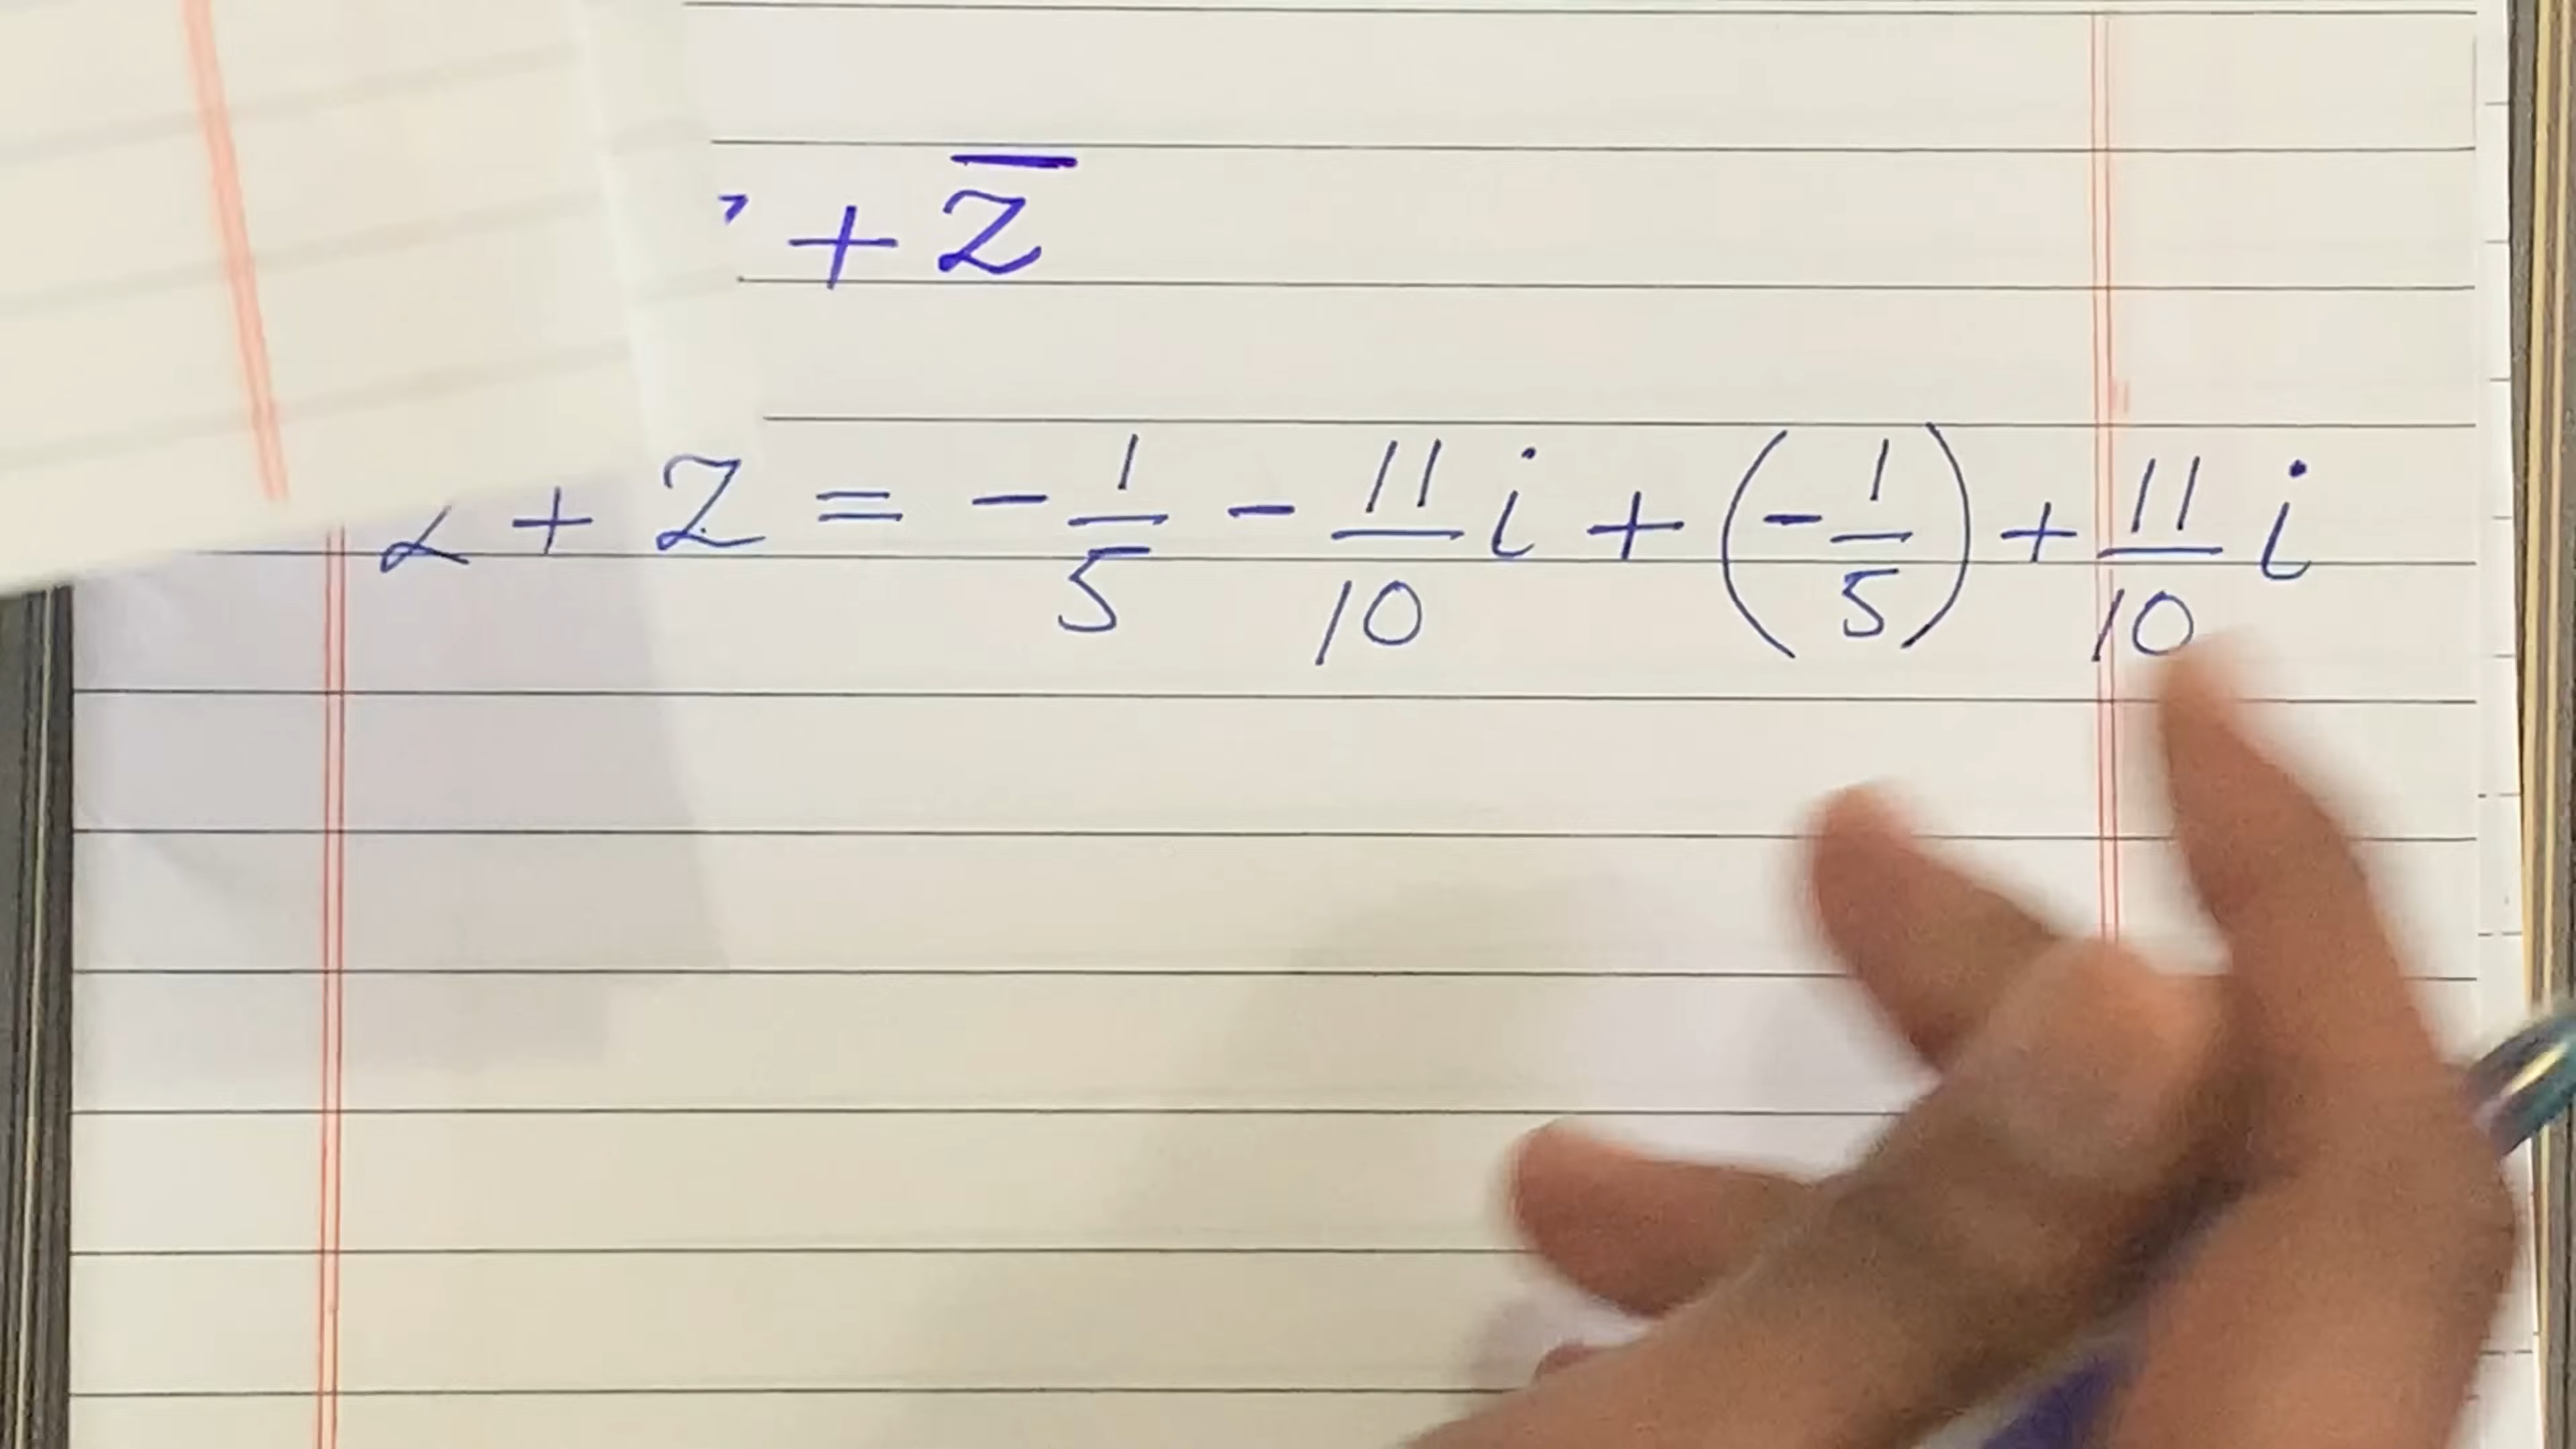 + z̄
z + z = - 1/5 - 11/10 i + (- 1/5) + 11/10 i